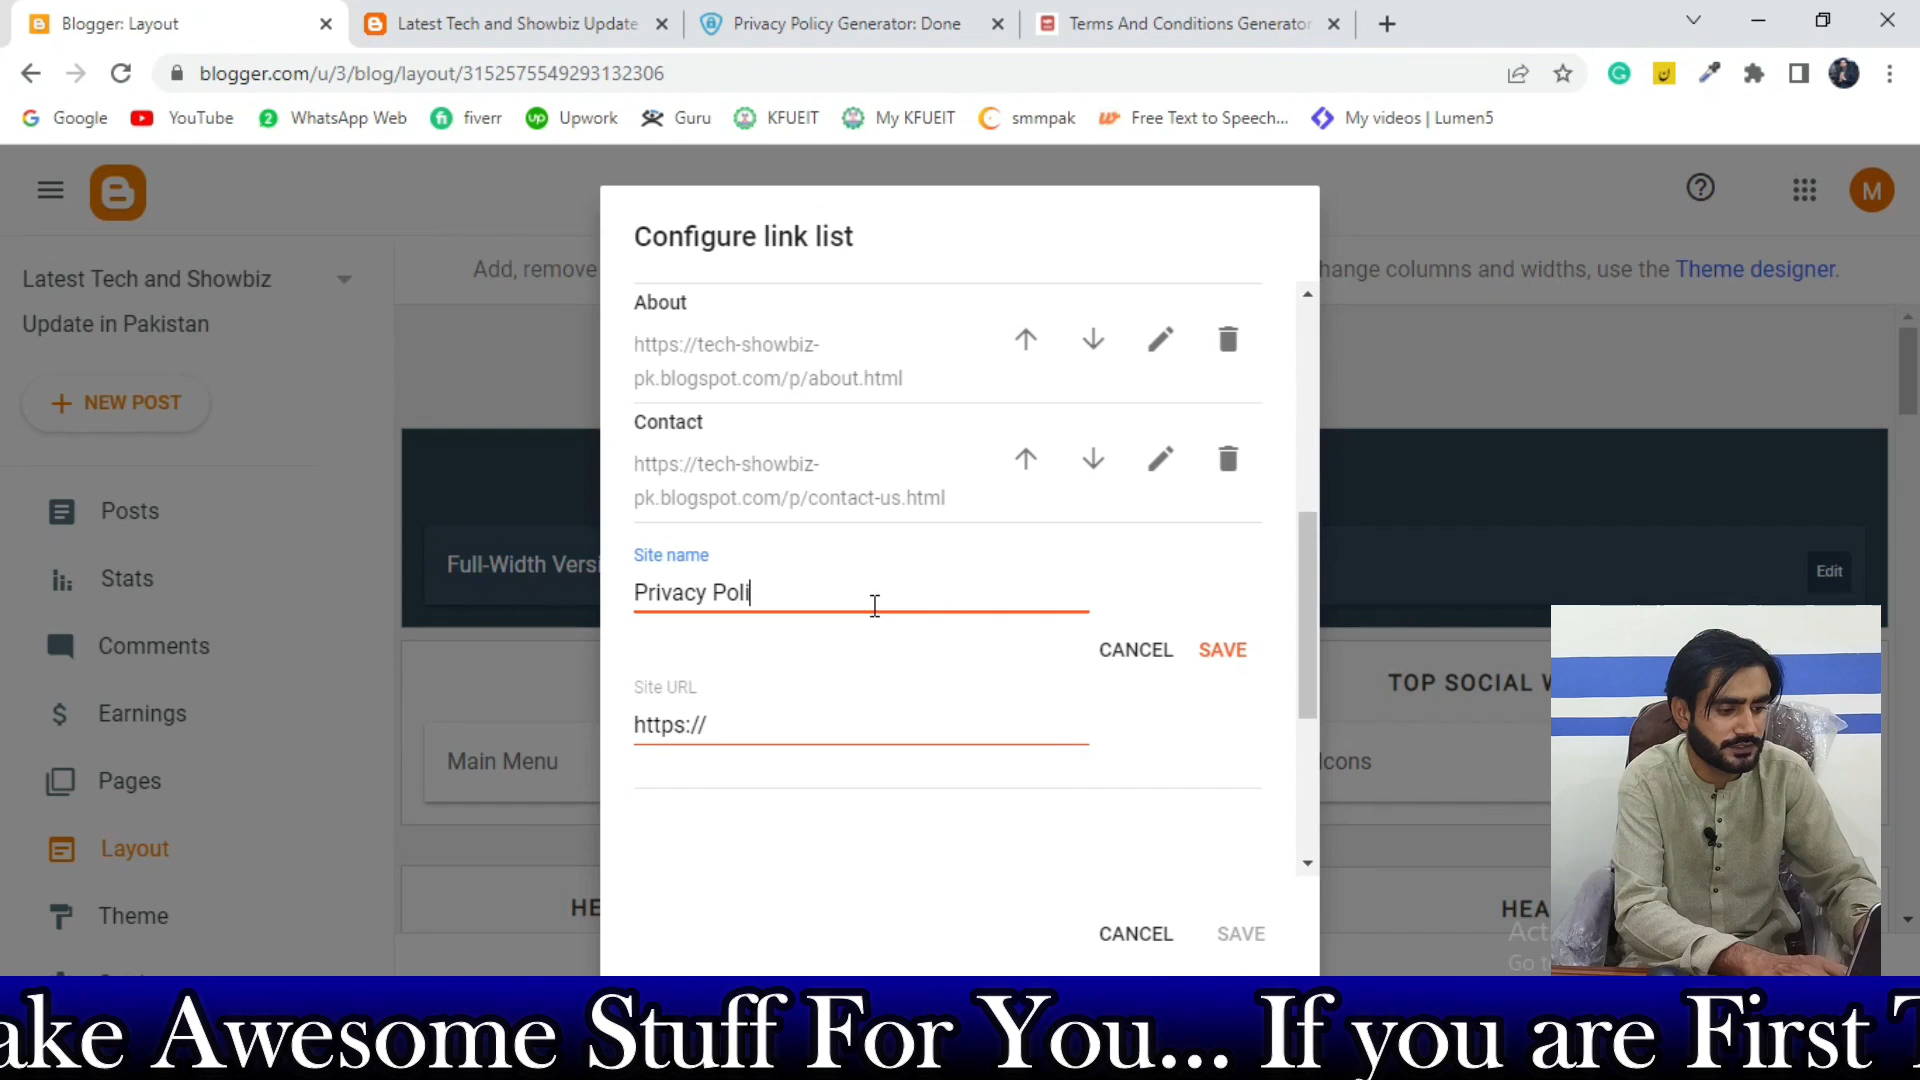 Blogger: Layout
Latest Tech and Showbiz Update
Privacy Policy Generator: Done
Terms And Conditions Generator
blogger.com/u/3/blog/layout/3152575549293132306
Google
YouTube
WhatsApp Web
fiverr
Upwork
Guru
KFUEIT
My KFUEIT
smmpak
Free Text to Speech...
My videos | Lumen5
M
Latest Tech and Showbiz
Update in Pakistan
NEW POST
Posts
Stats
Comments
Earnings
Pages
Layout
Theme
Add, remove
hange columns and widths, use the Theme designer.
Full-Width Versi
Edit
TOP SOCIAL W
Main Menu
Icons
HE
HEA
Configure link list
About
https://tech-showbiz-
pk.blogspot.com/p/about.html
Contact
https://tech-showbiz-
pk.blogspot.com/p/contact-us.html
Site name
Privacy Poli
CANCEL SAVE
Site URL
https://
CANCEL SAVE
Act
Go t
ake Awesome Stuff For You... If you are First T